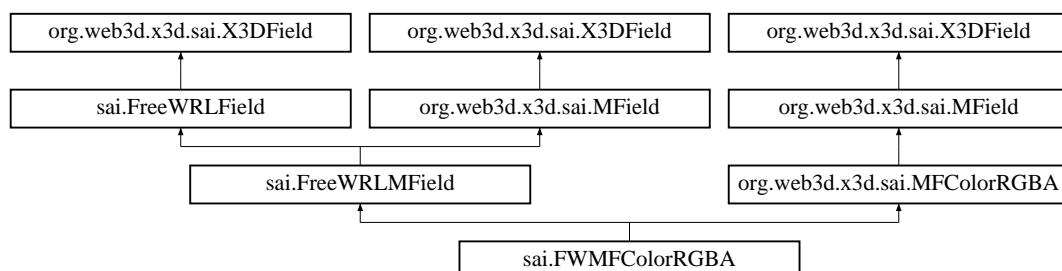 org.web3d.x3d.sai.X3DField
org.web3d.x3d.sai.X3DField
org.web3d.x3d.sai.X3DField
sai.FreeWRLField
org.web3d.x3d.sai.MField
org.web3d.x3d.sai.MField
sai.FreeWRLMField
org.web3d.x3d.sai.MFColorRGBA
sai.FWMFColorRGBA